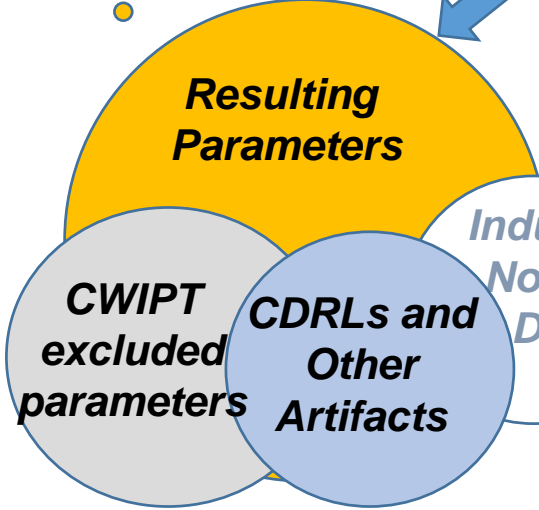 Resulting
Parameters
CWIPT
excluded
parameters
CDRLs and
Other
Artifacts